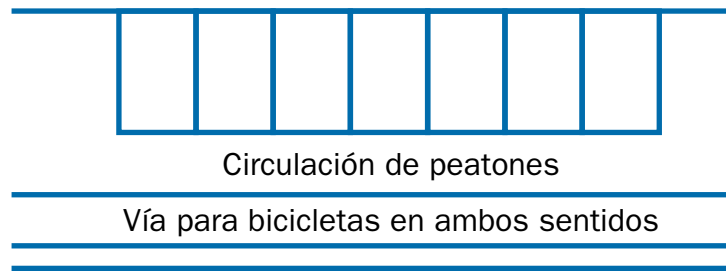 Circulación de peatones
Vía para bicicletas en ambos sentidos